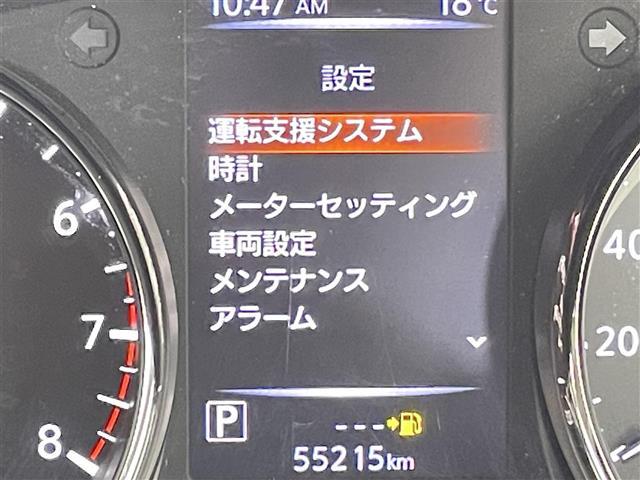 10:47 AM 18℃
設定
運転支援システム
時計
メーターセッティング
車両設定
メンテナンス
アラーム
6
7
8
40
20
P
---
55215km